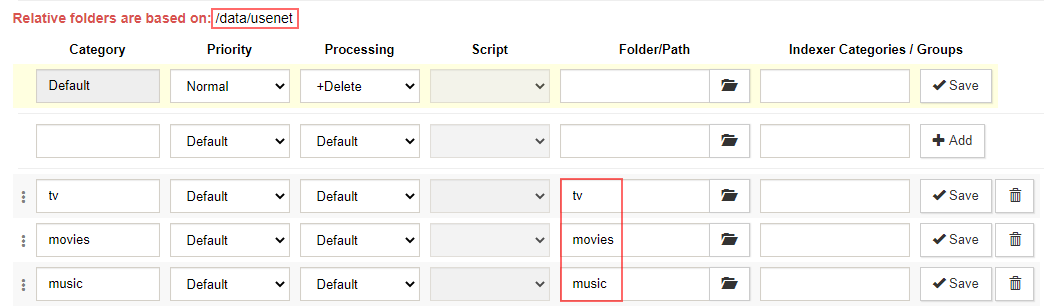 Relative folders are based on: /data/usenet
Category Priority Processing Script Folder/Path Indexer Categories / Groups
Default Normal +Delete Save
Default Default Add
tv Default Default tv Save
movies Default Default movies Save
music Default Default music Save